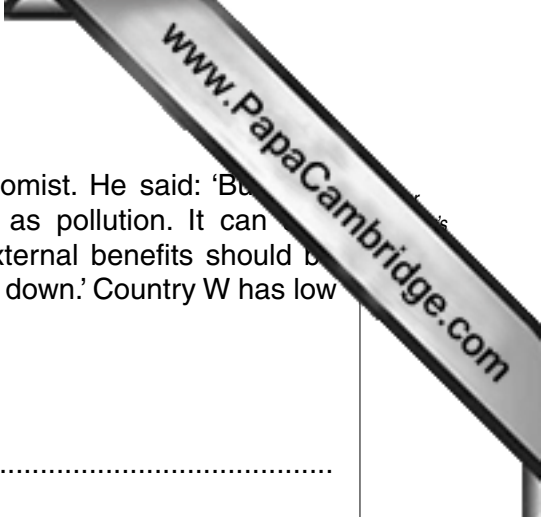 www.PapaCambridge.com
omist. He said: ‘Bu
as pollution. It can
xternal benefits should b
down.’ Country W has low
......................................................